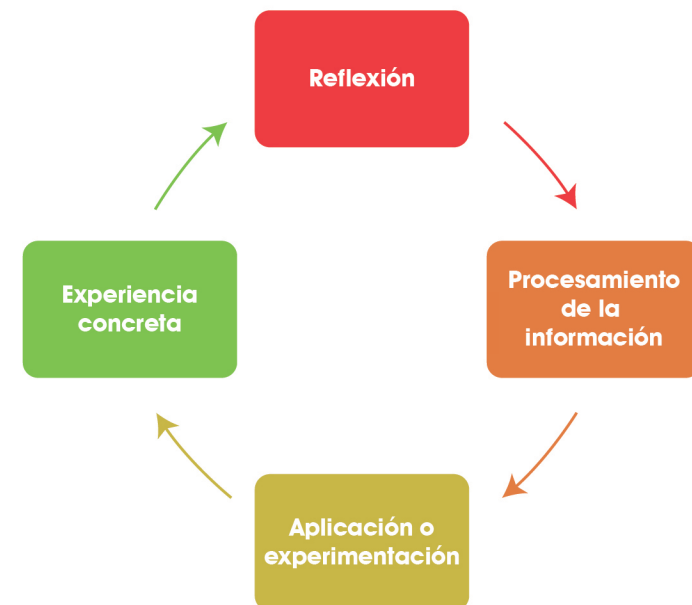 Reflexión
Experiencia
concreta
Procesamiento
de la
información
Aplicación o
experimentación